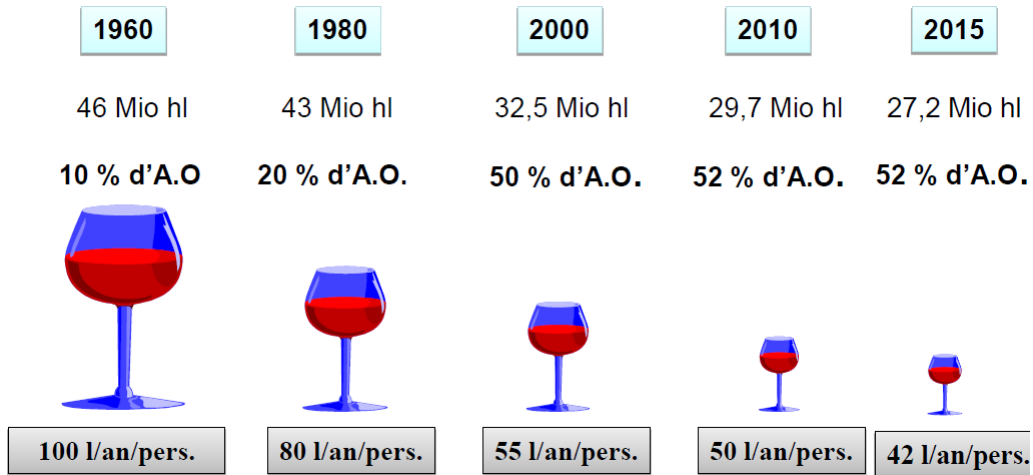 1960 1980 2000 2010 2015
46 Mio hl 43 Mio hl 32,5 Mio hl 29,7 Mio hl 27,2 Mio hl
10 % d’A.O 20 % d’A.O. 50 % d’A.O. 52 % d’A.O. 52 % d’A.O.
100 l/an/pers. 80 l/an/pers. 55 l/an/pers. 50 l/an/pers. 42 l/an/pers.